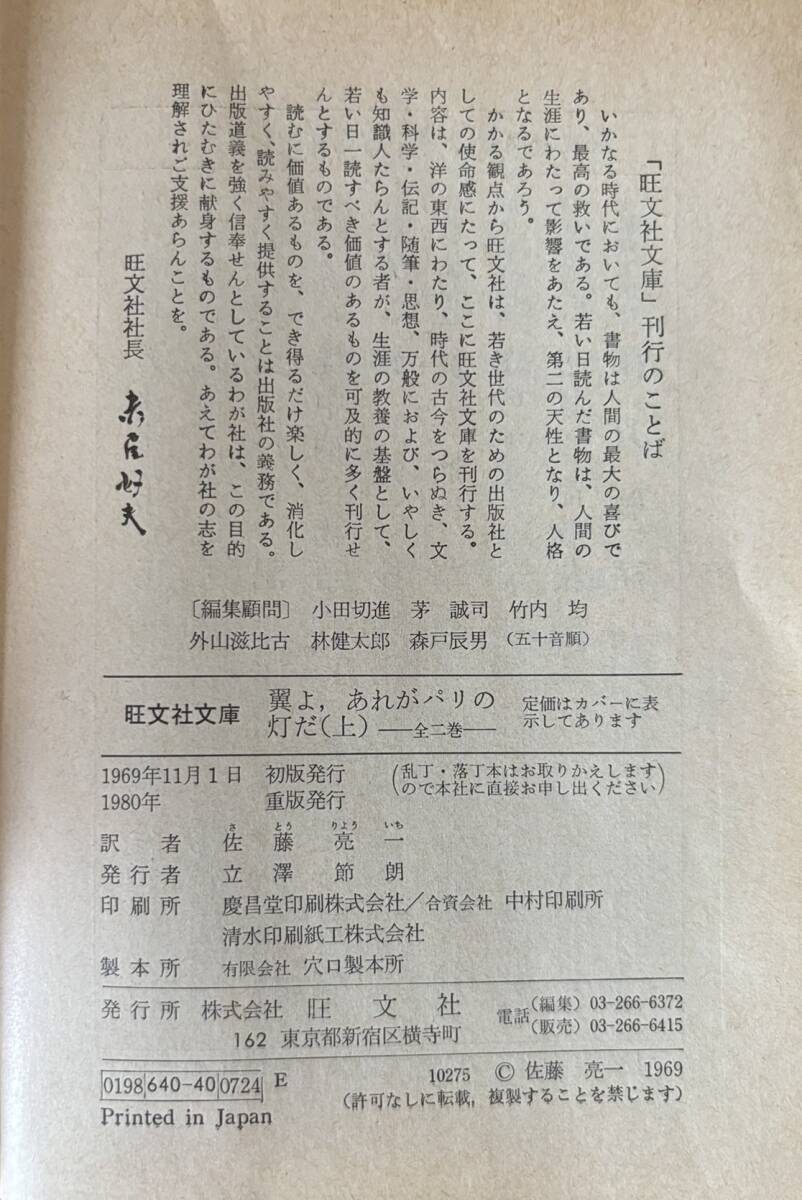 「旺文社文庫」刊行のことば
いかなる時代においても、書物は人間の最大の喜びで
あり、最高の救いである。若い日読んだ書物は、人間の
生涯にわたって影響をあたえ、第二の天性となり、人格
となるであろう。
かかる観点から旺文社は、若き世代のための出版社と
しての使命感にたって、ここに旺文社文庫を刊行する。
内容は、洋の東西にわたり、時代の古今をつらぬき、文
学・科学・伝記・随筆・思想、万般におよび、いやしく
も知識人たらんとする者が、生涯の教養の基盤として、
若い日一読すべき価値のあるものを可及的に多く刊行せ
んとするものである。
読むに価値あるものを、でき得るだけ楽しく、消化し
やすく、読みやすく提供することは出版社の義務である。
出版道義を強く信奉せんとしているわが社は、この目的
にひたむきに献身するものである。あえてわが社の志を
理解されご支援あらんことを。
旺文社社長 赤尾好夫
〔編集顧問〕 小田切進 茅 誠司 竹内 均
外山滋比古 林健太郎 森戸辰男 (五十音順)
旺文社文庫 翼よ，あれがパリの灯だ(上) ―全二巻― 定価はカバーに表示してあります
1969年11月1日 初版発行 (乱丁・落丁本はお取りかえします
1980年 重版発行 ので本社に直接お申し出ください)
さ とう りよう いち
訳者 佐藤亮一
発行者 立澤節朗
印刷所 慶昌堂印刷株式会社／合資会社 中村印刷所
清水印刷紙工株式会社
製本所 有限会社 穴口製本所
発行所 株式会社 旺文社 電話 (編集) 03-266-6372
162 東京都新宿区横寺町 (販売) 03-266-6415
0198 640-40 0724 E 10275 © 佐藤 亮一 1969
Printed in Japan (許可なしに転載，複製することを禁じます)